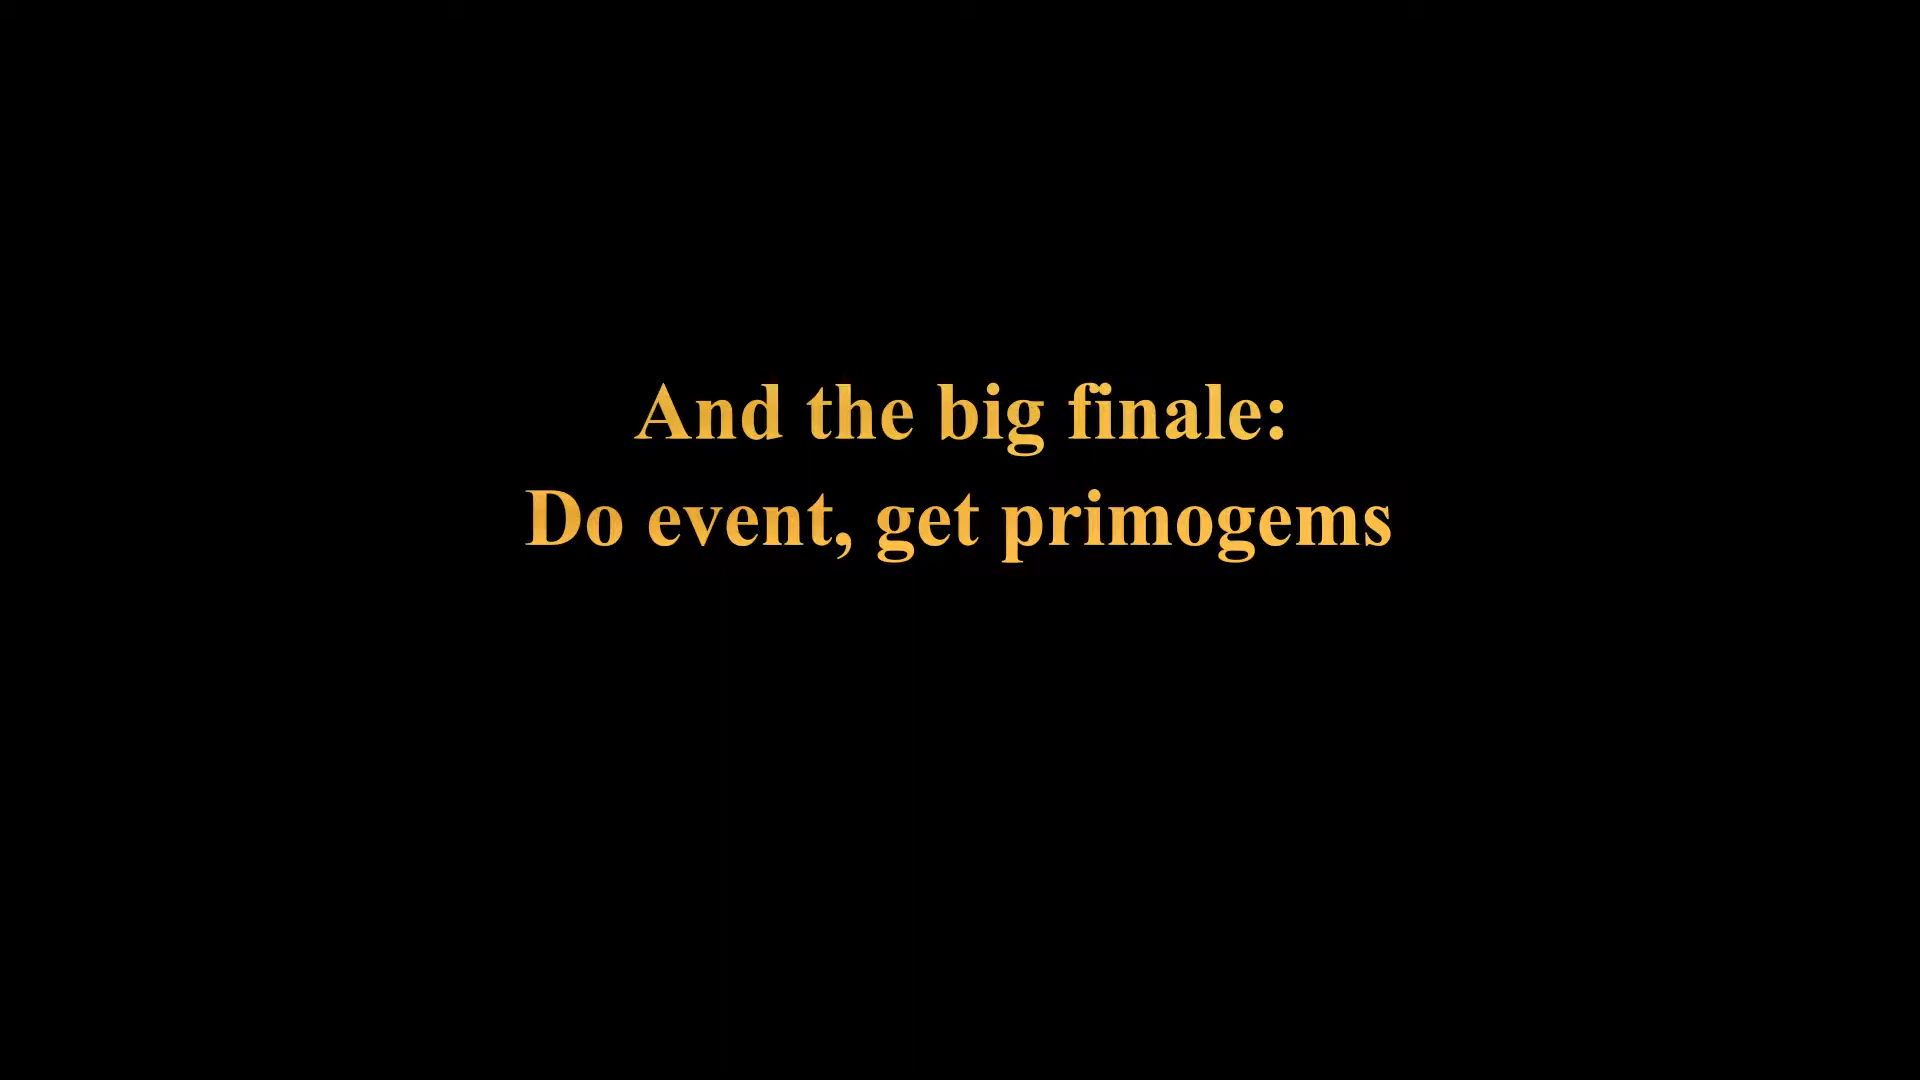 And the big finale:
Do event, get primogems